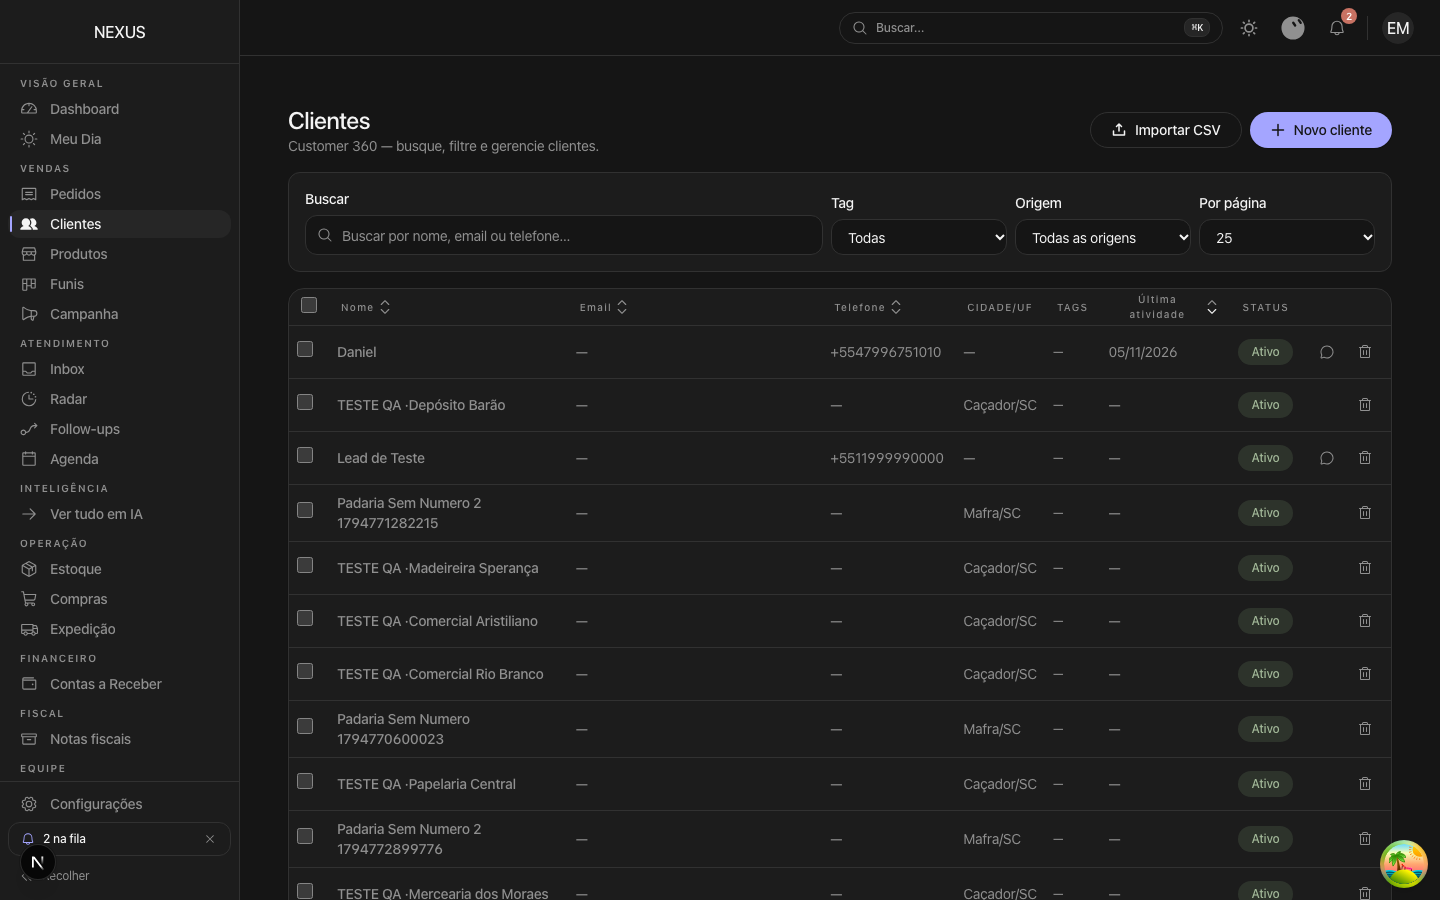 NEXUS
Buscar...
⌘K
2
EM
VISÃO GERAL
Dashboard
Meu Dia
VENDAS
Pedidos
Clientes
Produtos
Funis
Campanha
ATENDIMENTO
Inbox
Radar
Follow-ups
Agenda
INTELIGÊNCIA
Ver tudo em IA
OPERAÇÃO
Estoque
Compras
Expedição
FINANCEIRO
Contas a Receber
FISCAL
Notas fiscais
EQUIPE
Configurações
2 na fila
N
Clientes
Customer 360 — busque, filtre e gerencie clientes.
Importar CSV
Novo cliente
Buscar
Buscar por nome, email ou telefone...
Tag
Todas
Origem
Todas as origens
Por página
25
Nome Email Telefone CIDADE/UF TAGS Última atividade STATUS
Daniel — +5547996751010 — — 05/11/2026 Ativo
TESTE QA ·Depósito Barão — — Caçador/SC — — Ativo
Lead de Teste — +5511999990000 — — — Ativo
Padaria Sem Numero 2
1794771282215 — — Mafra/SC — — Ativo
TESTE QA ·Madeireira Sperança — — Caçador/SC — — Ativo
TESTE QA ·Comercial Aristiliano — — Caçador/SC — — Ativo
TESTE QA ·Comercial Rio Branco — — Caçador/SC — — Ativo
Padaria Sem Numero
1794770600023 — — Mafra/SC — — Ativo
TESTE QA ·Papelaria Central — — Caçador/SC — — Ativo
Padaria Sem Numero 2
1794772899776 — — Mafra/SC — — Ativo
TESTE QA ·Mercearia dos Moraes — — Caçador/SC — — Ativo